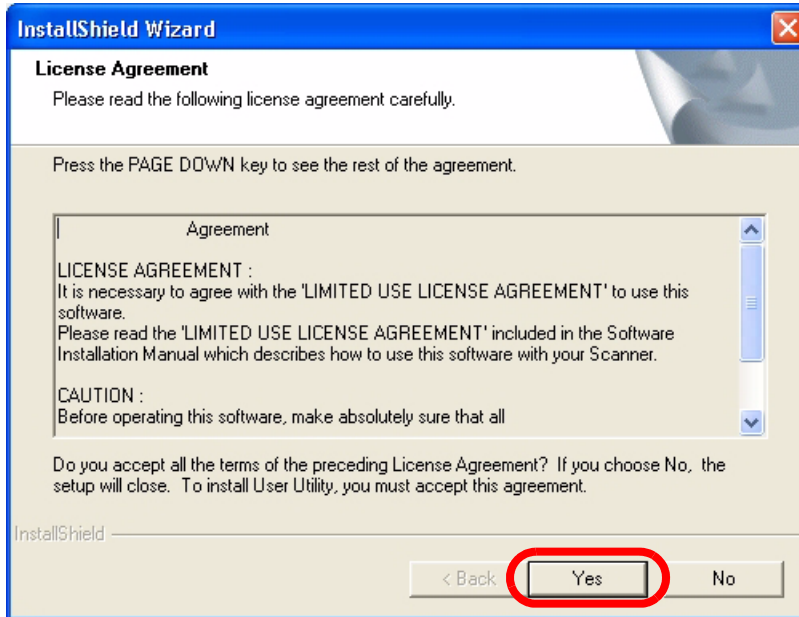 InstallShield Wizard
License Agreement
Please read the following license agreement carefully.
Press the PAGE DOWN key to see the rest of the agreement.
Agreement
LICENSE AGREEMENT :
It is necessary to agree with the 'LIMITED USE LICENSE AGREEMENT' to use this
software.
Please read the 'LIMITED USE LICENSE AGREEMENT' included in the Software
Installation Manual which describes how to use this software with your Scanner.
CAUTION :
Before operating this software, make absolutely sure that all
Do you accept all the terms of the preceding License Agreement? If you choose No, the
setup will close. To install User Utility, you must accept this agreement.
InstallShield
< Back
Yes
No